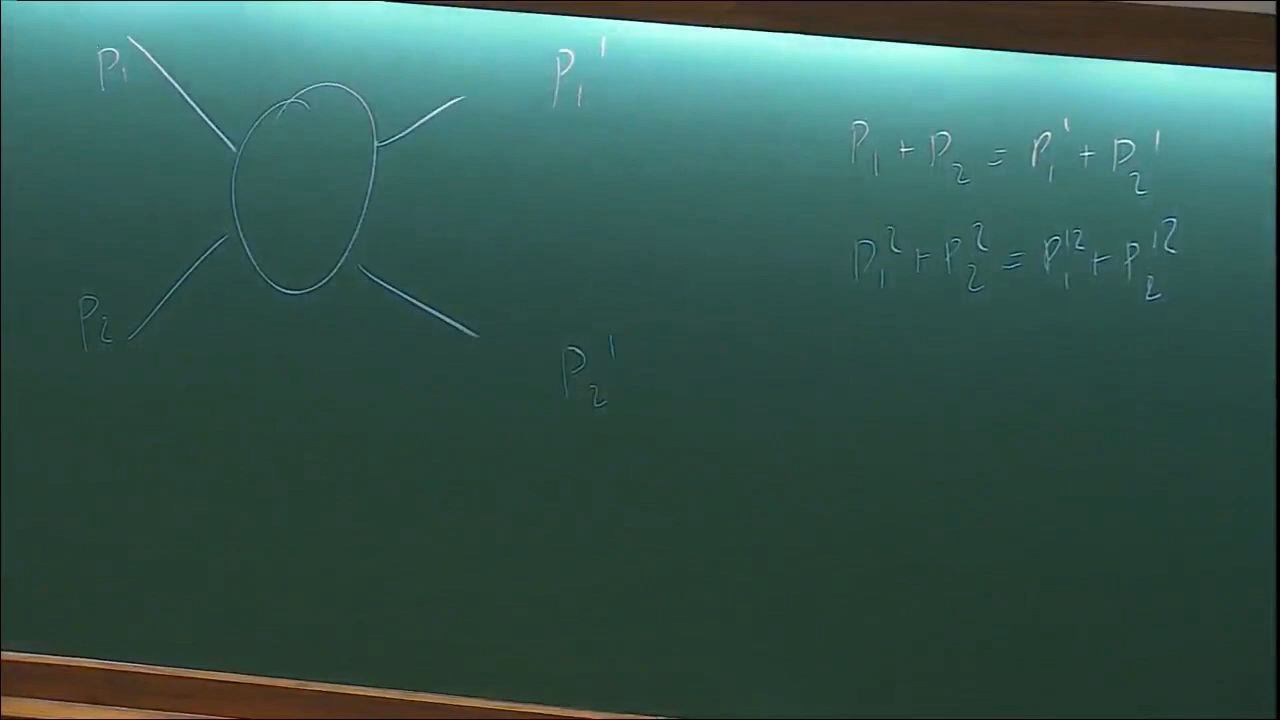 P₁
P₁'
P₁ + P₂ = P₁' + P₂'
P₁² + P₂² = P₁'² + P₂'²
P₂
P₂'